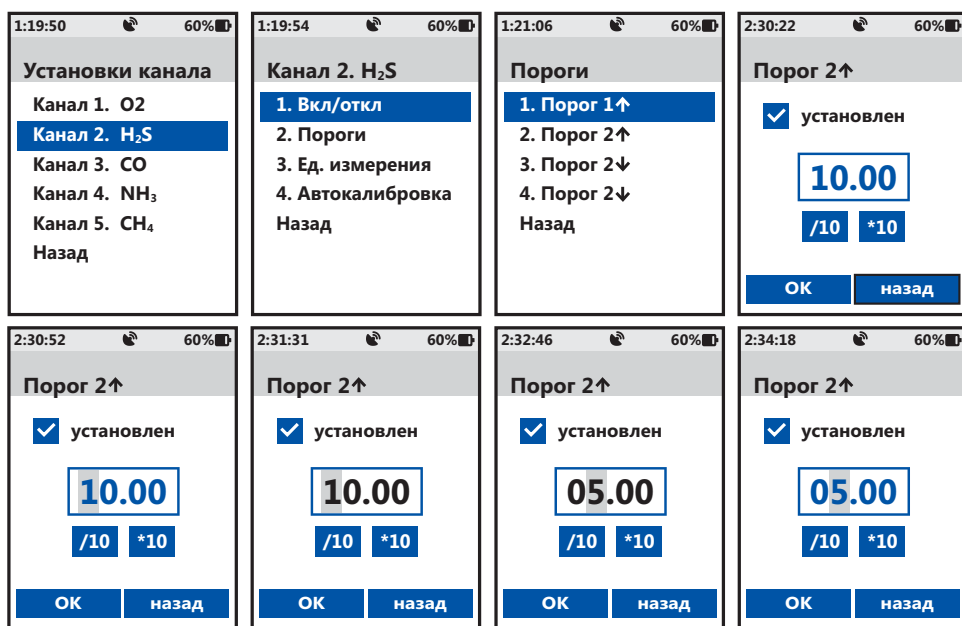 1:19:50 60%
Установки канала
Канал 1. O2
Канал 2. H₂S
Канал 3. CO
Канал 4. NH₃
Канал 5. CH₄
Назад
1:19:54 60%
Канал 2. H₂S
1. Вкл/откл
2. Пороги
3. Ед. измерения
4. Автокалибровка
Назад
1:21:06 60%
Пороги
1. Порог 1↑
2. Порог 2↑
3. Порог 2↓
4. Порог 2↓
Назад
2:30:22 60%
Порог 2↑
установлен
10.00
/10 *10
ОК назад
2:30:52 60%
Порог 2↑
установлен
10.00
/10 *10
ОК назад
2:31:31 60%
Порог 2↑
установлен
10.00
/10 *10
ОК назад
2:32:46 60%
Порог 2↑
установлен
05.00
/10 *10
ОК назад
2:34:18 60%
Порог 2↑
установлен
05.00
/10 *10
ОК назад